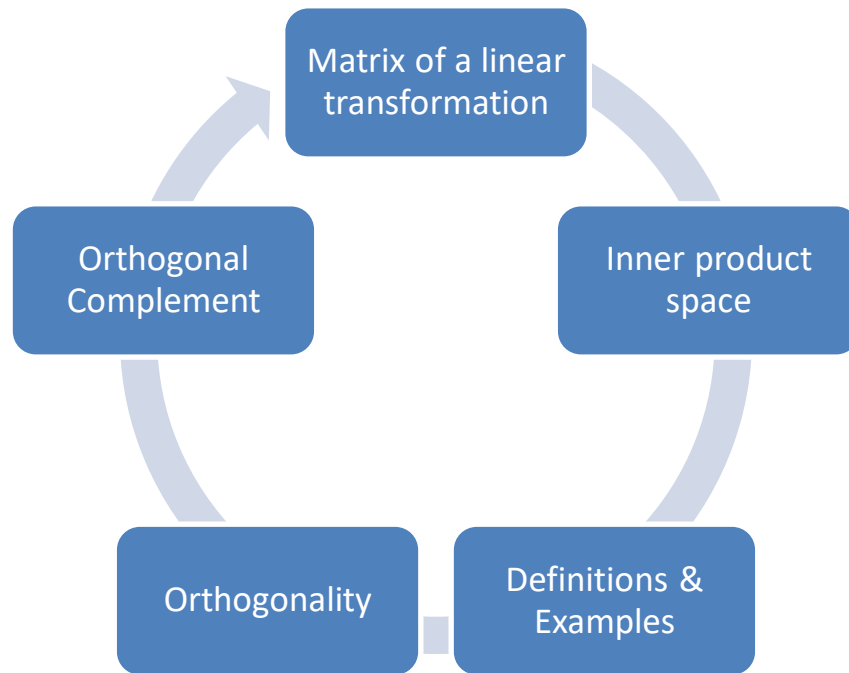 Matrix of a linear
transformation
Inner product
space
Definitions &
Examples
Orthogonality
Orthogonal
Complement